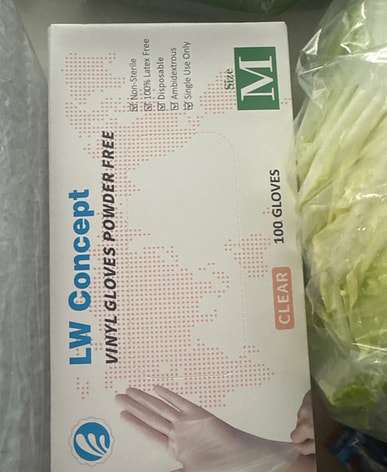 LW Concept
VINYL GLOVES POWDER FREE
Non-Sterile
100% Latex Free
Disposable
Ambidextrous
Single Use Only
Size
M
CLEAR
100 GLOVES